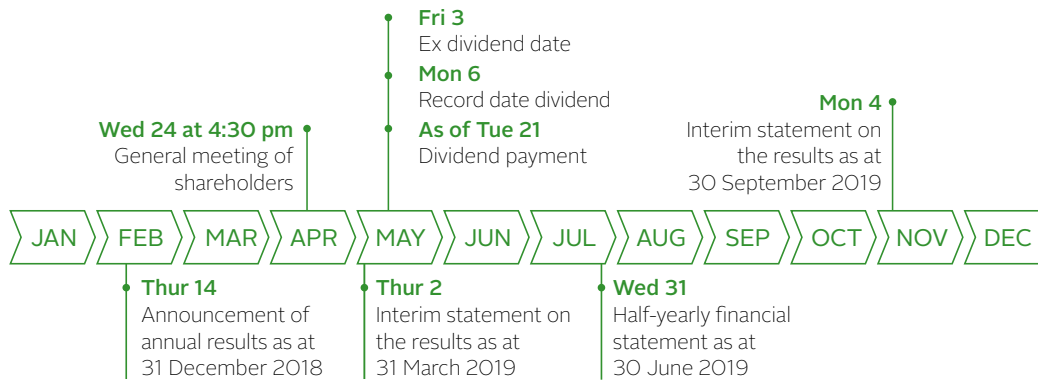 Fri 3
Ex dividend date
Mon 6
Record date dividend
As of Tue 21
Dividend payment
Wed 24 at 4:30 pm
General meeting of
shareholders
Mon 4
Interim statement on
the results as at
30 September 2019
JAN FEB MAR APR MAY JUN JUL AUG SEP OCT NOV DEC
Thur 14
Announcement of
annual results as at
31 December 2018
Thur 2
Interim statement on
the results as at
31 March 2019
Wed 31
Half-yearly financial
statement as at
30 June 2019